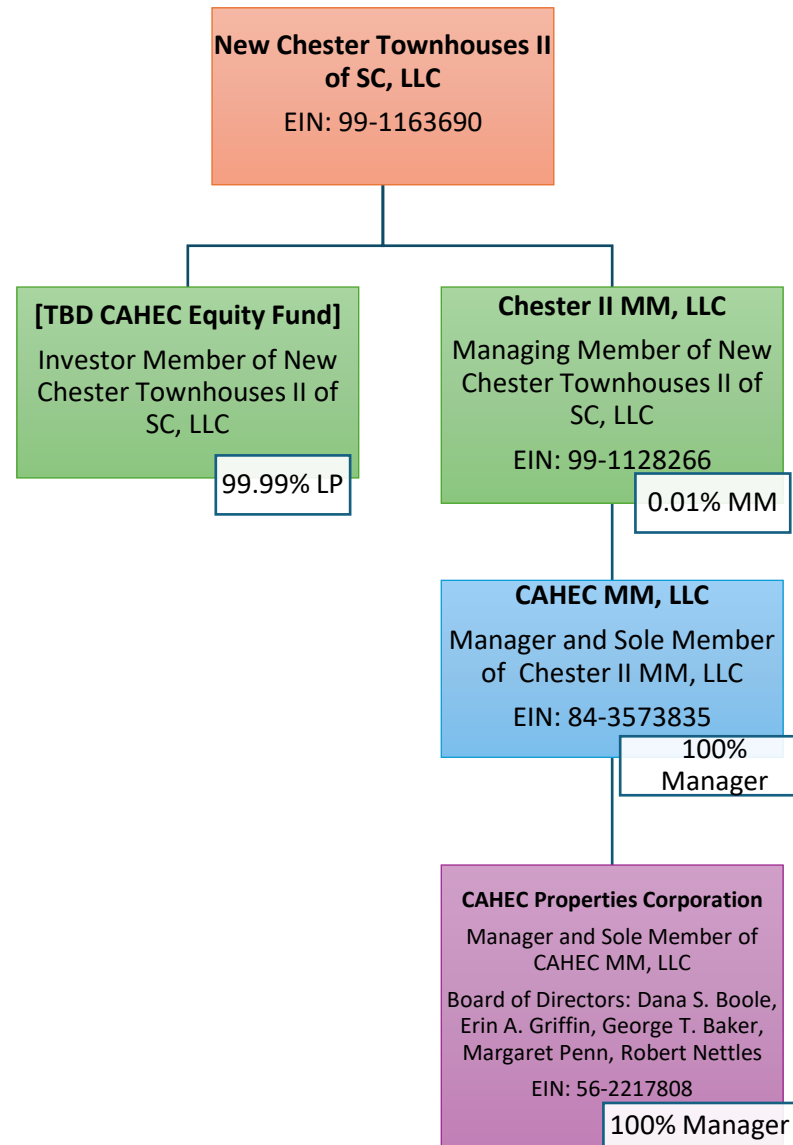 New Chester Townhouses II
of SC, LLC
EIN: 99-1163690
[TBD CAHEC Equity Fund]
Investor Member of New
Chester Townhouses II of
SC, LLC
99.99% LP
Chester II MM, LLC
Managing Member of New
Chester Townhouses II of
SC, LLC
EIN: 99-1128266
0.01% MM
CAHEC MM, LLC
Manager and Sole Member
of Chester II MM, LLC
EIN: 84-3573835
100%
Manager
CAHEC Properties Corporation
Manager and Sole Member of
CAHEC MM, LLC
Board of Directors: Dana S. Boole,
Erin A. Griffin, George T. Baker,
Margaret Penn, Robert Nettles
EIN: 56-2217808
100% Manager